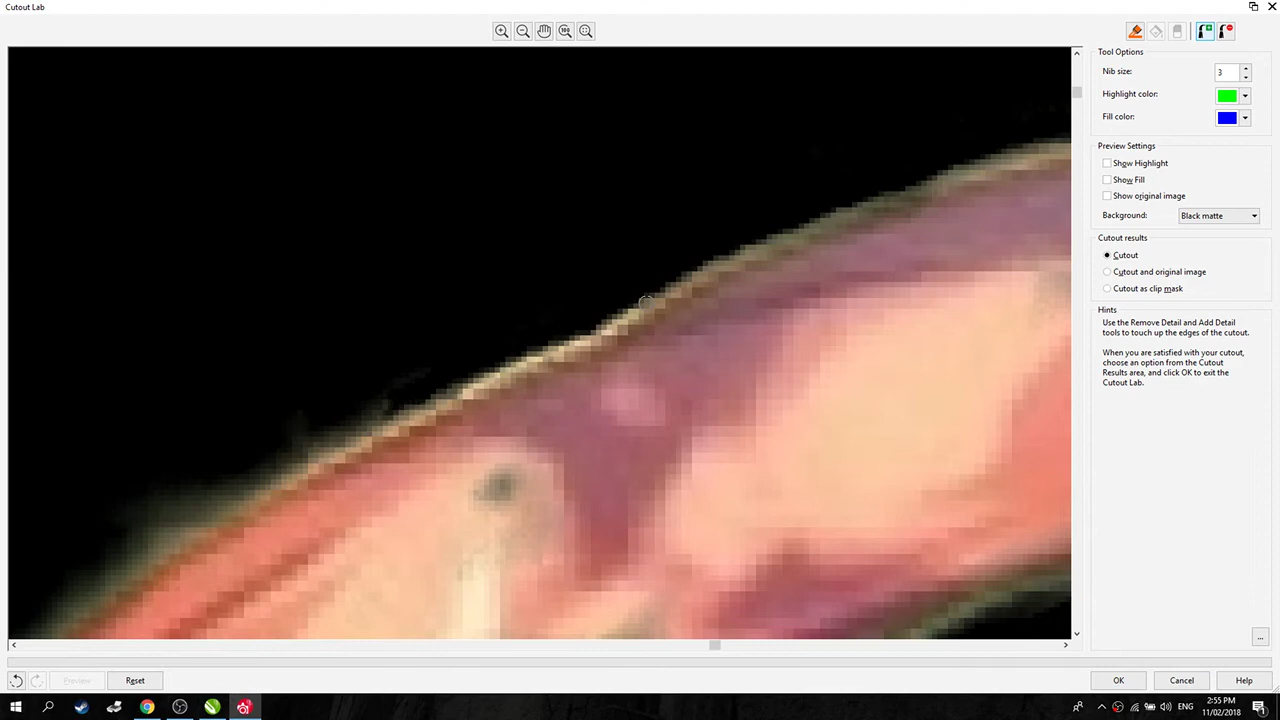 Cutout Lab
100
Tool Options
Nib size: 3
Highlight color:
Fill color:
Preview Settings
Show Highlight
Show Fill
Show original image
Background: Black matte
Cutout results
Cutout
Cutout and original image
Cutout as clip mask
Hints
Use the Remove Detail and Add Detail
tools to touch up the edges of the cutout.
When you are satisfied with your cutout,
choose an option from the Cutout
Results area, and click OK to exit the
Cutout Lab.
...
Preview
Reset
OK
Cancel
Help
ENG
2:55 PM
11/02/2018